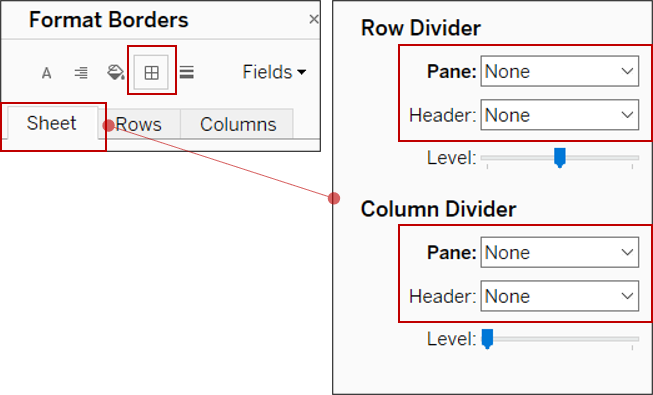 Format Borders
×
A
Fields
Sheet Rows Columns
Row Divider
Pane: None
Header: None
Level:
Column Divider
Pane: None
Header: None
Level: